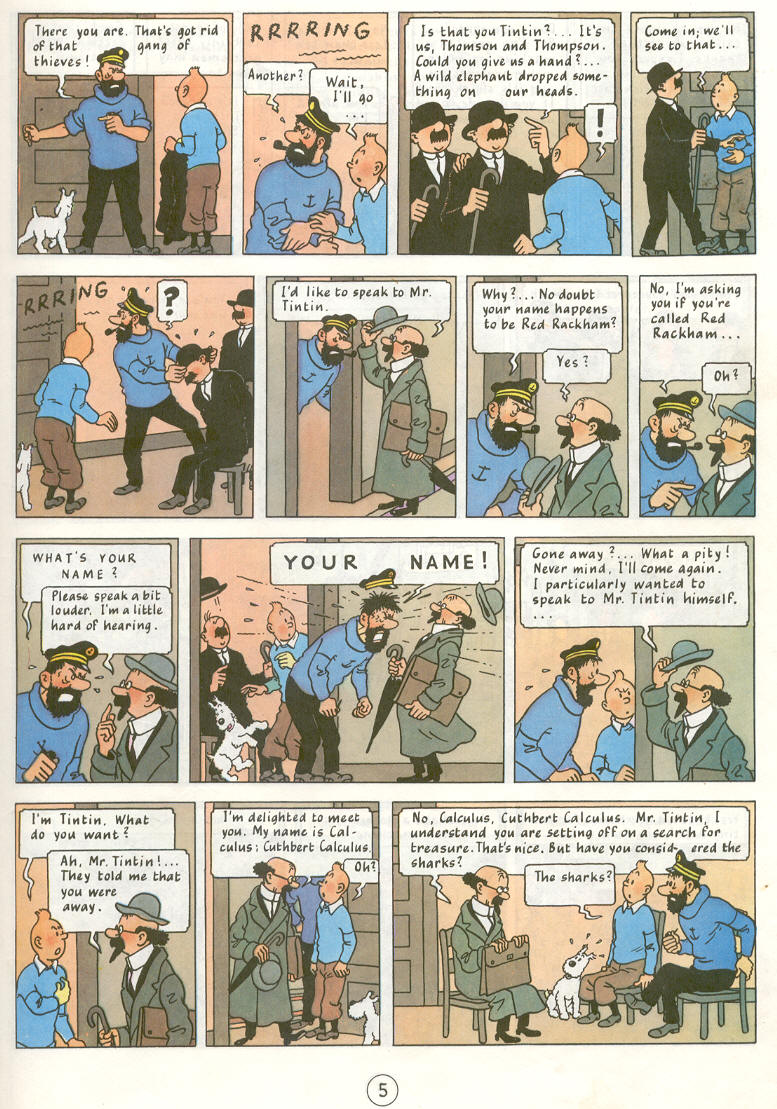 There you are. That's got rid
of that gang of
thieves!
RRRRING
Another?
Wait,
I'll go
...
Is that you Tintin?... It's
us, Thomson and Thompson.
Could you give us a hand?...
A wild elephant dropped some-
thing on our heads.
!
Come in; we'll
see to that...
RRRING
?
I'd like to speak to Mr.
Tintin.
Why?... No doubt
your name happens
to be Red Rackham?
Yes?
No, I'm asking
you if you're
called Red
Rackham...
Oh?
WHAT'S YOUR
NAME?
Please speak a bit
louder. I'm a little
hard of hearing.
YOUR NAME!
Gone away?... What a pity!
Never mind, I'll come again.
I particularly wanted to
speak to Mr. Tintin himself.
...
I'm Tintin. What
do you want?
Ah, Mr. Tintin!...
They told me that
you were
away.
I'm delighted to meet
you. My name is Cal-
culus; Cuthbert Calculus.
Oh?
No, Calculus, Cuthbert Calculus. Mr. Tintin, I
understand you are setting off on a search for
treasure. That's nice. But have you consid- ered the
sharks?
The sharks?
5